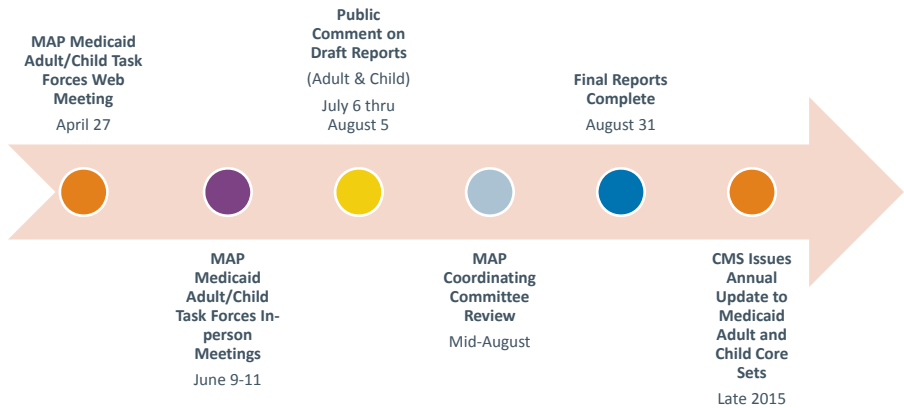 MAP Medicaid
Adult/Child Task
Forces Web
Meeting
April 27
MAP
Medicaid
Adult/Child
Task Forces In-
person
Meetings
June 9-11
Public
Comment on
Draft Reports
(Adult & Child)
July 6 thru
August 5
MAP
Coordinating
Committee
Review
Mid-August
Final Reports
Complete
August 31
CMS Issues
Annual
Update to
Medicaid
Adult and
Child Core
Sets
Late 2015